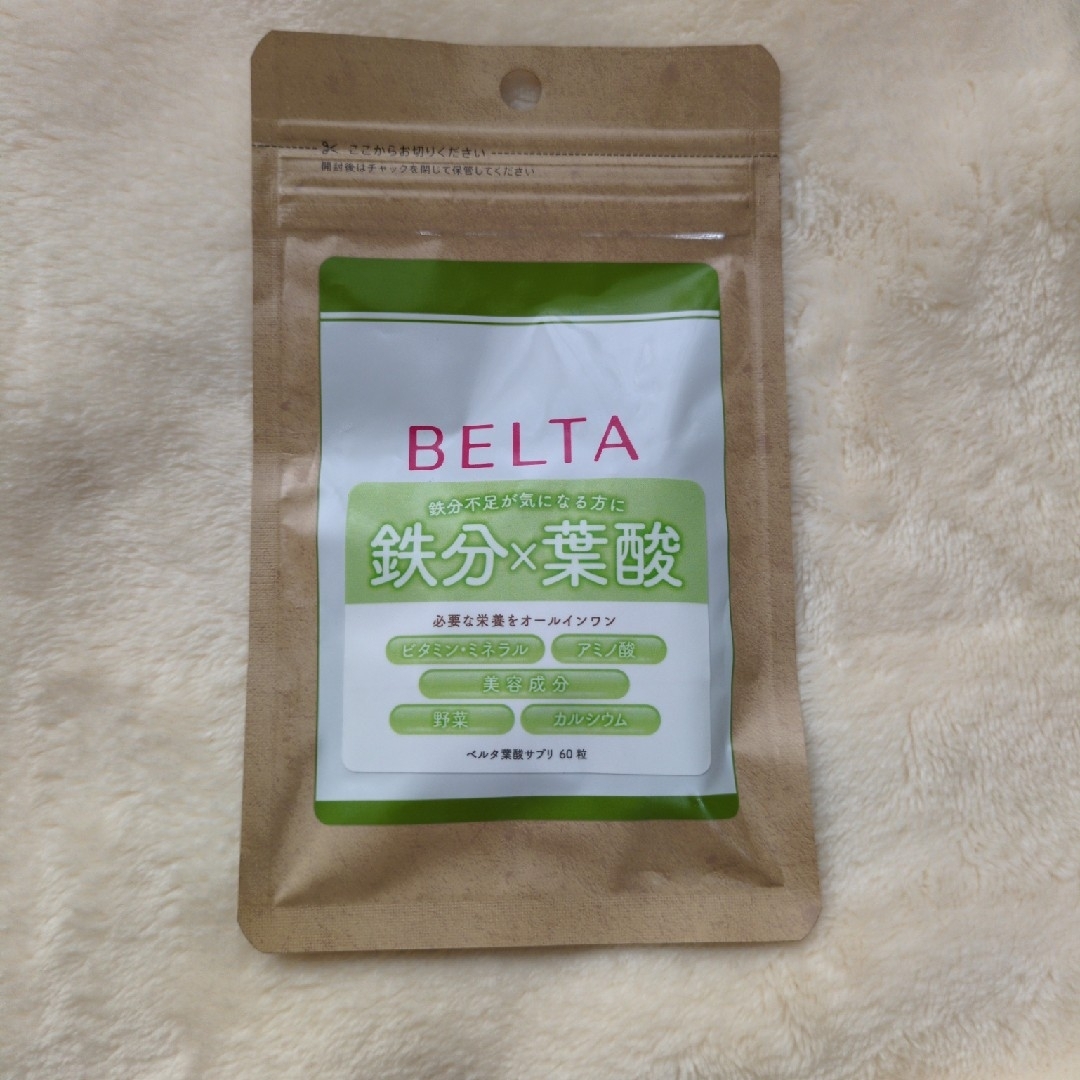 ここからお切りください
開封後はチャックを閉じて保管してください
BELTA
鉄分不足が気になる方に
鉄分×葉酸
必要な栄養をオールインワン
ビタミン・ミネラル アミノ酸
美容成分
野菜 カルシウム
ベルタ葉酸サプリ 60粒